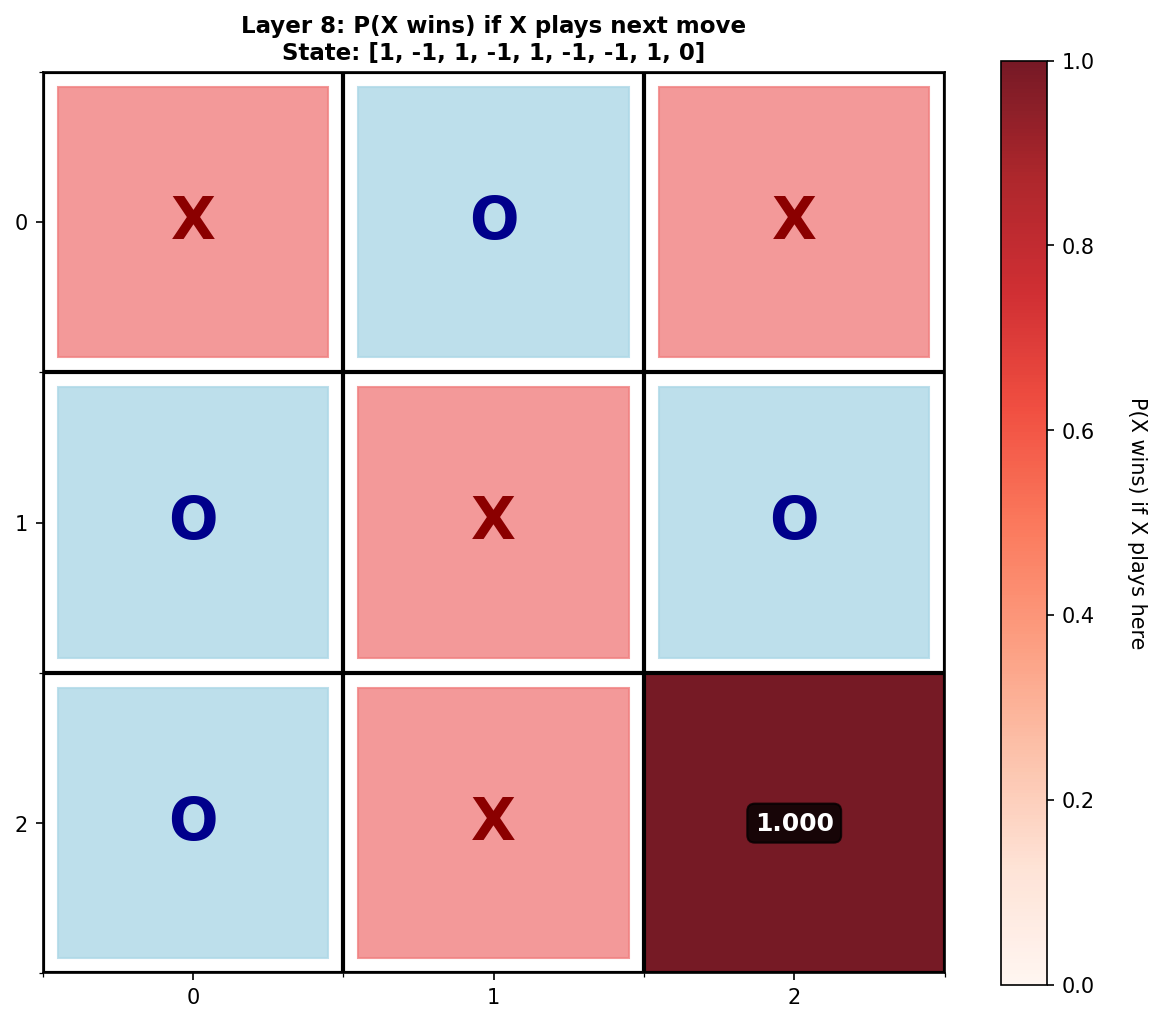 Layer 8: P(X wins) if X plays next move
State: [1, -1, 1, -1, 1, -1, -1, 1, 0]
X O X
O X O
O X 1.000
0
1
2
0 1 2
1.0
0.8
0.6
0.4
0.2
0.0
P(X wins) if X plays here